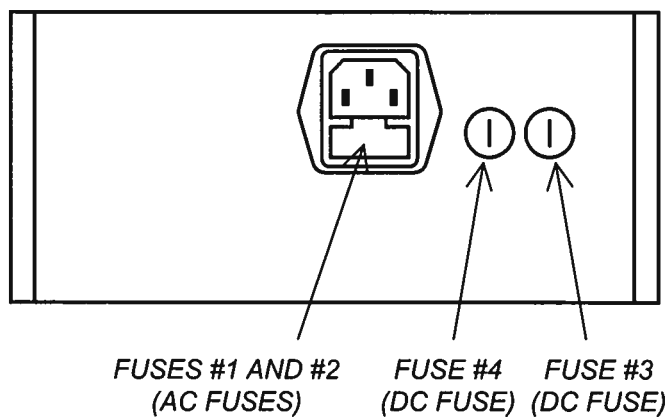 FUSES #1 AND #2
(AC FUSES)
FUSE #4
(DC FUSE)
FUSE #3
(DC FUSE)